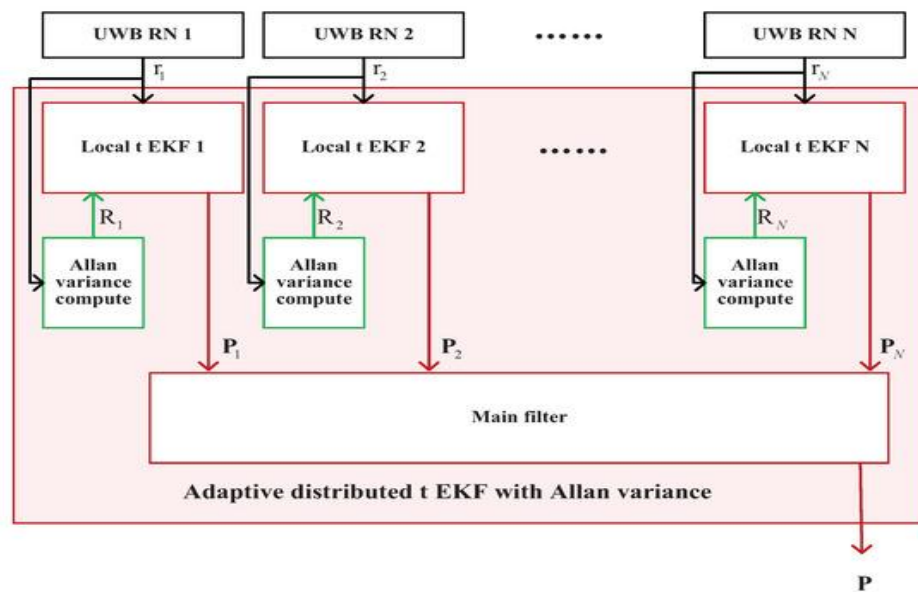 UWB RN 1 UWB RN 2 ...... UWB RN N
r1 r2 rN
Local t EKF 1 Local t EKF 2 ...... Local t EKF N
R1 R2 RN
Allan variance compute Allan variance compute Allan variance compute
P1 P2 PN
Main filter
Adaptive distributed t EKF with Allan variance
P